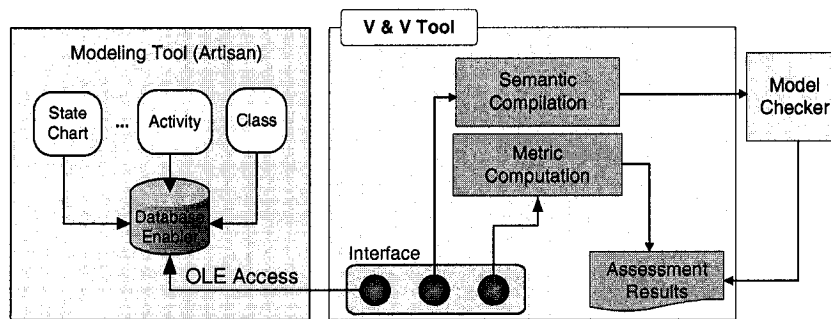 V & V Tool
Modeling Tool (Artisan)
State
Chart
...
Activity
Class
Database
Enabler
OLE Access
Interface
Semantic
Compilation
Metric
Computation
Model
Checker
Assessment
Results